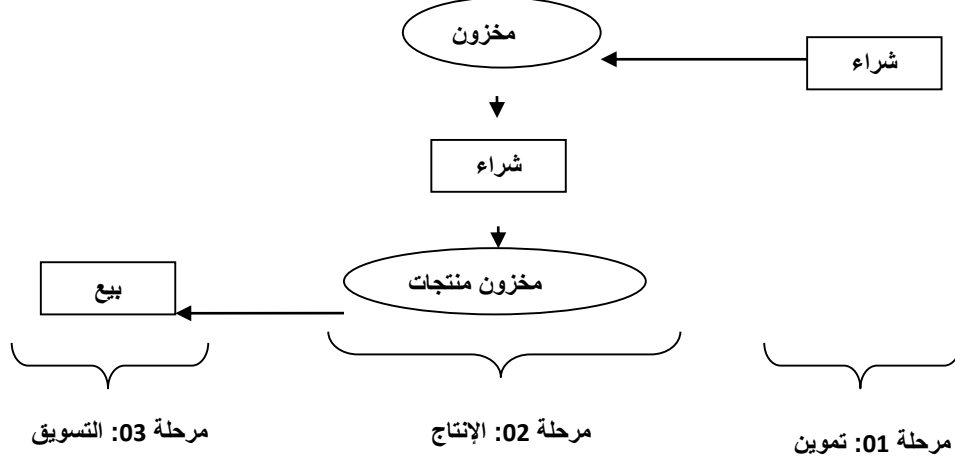 مخزون
شراء
شراء
مخزون منتجات
بيع
مرحلة 01: تموين
مرحلة 02: الإنتاج
مرحلة 03: التسويق